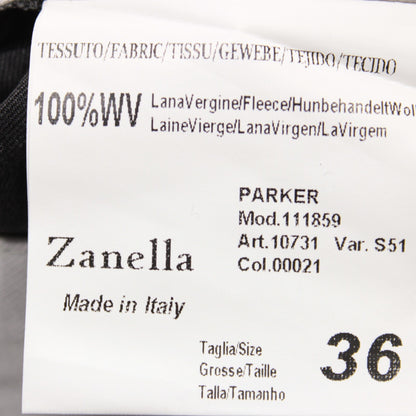 TESSUTO/FABRIC/TISSU/GEWEBE/TEJIDO/TECIDO
100%WV
LanaVergine/Fleece/HunbehandeltWol
LaineVierge/LanaVirgen/LaVirgem
PARKER
Mod.111859
Art.10731 Var. S51
Col.00021
Zanella
Made in Italy
Taglia/Size
Grosse/Taille
Talla/Tamanho
36